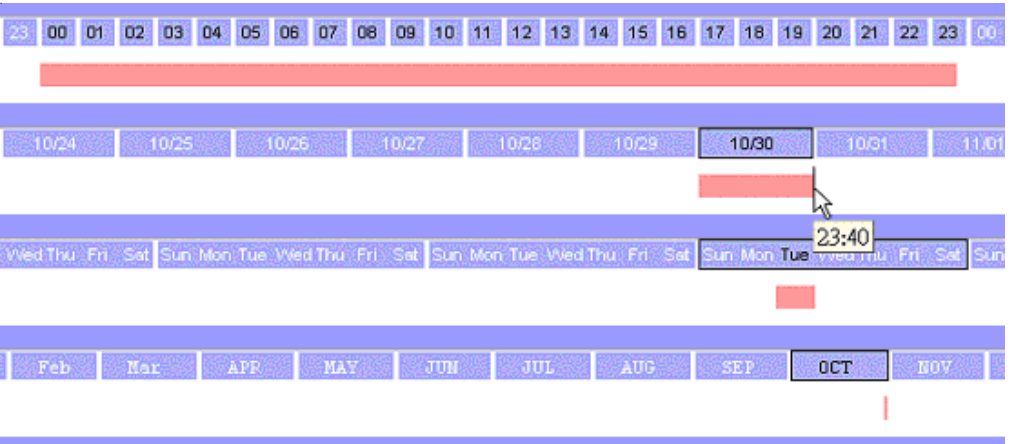 23 00 01 02 03 04 05 06 07 08 09 10 11 12 13 14 15 16 17 18 19 20 21 22 23 00
10/24 10/25 10/26 10/27 10/28 10/29 10/30 10/31 11/01
23:40
Wed Thu Fri Sat Sun Mon Tue Wed Thu Fri Sat Sun Mon Tue Wed Thu Fri Sat Sun Mon Tue Wed Thu Fri Sat Sun
Feb Mar APR MAY JUN JUL AUG SEP OCT NOV